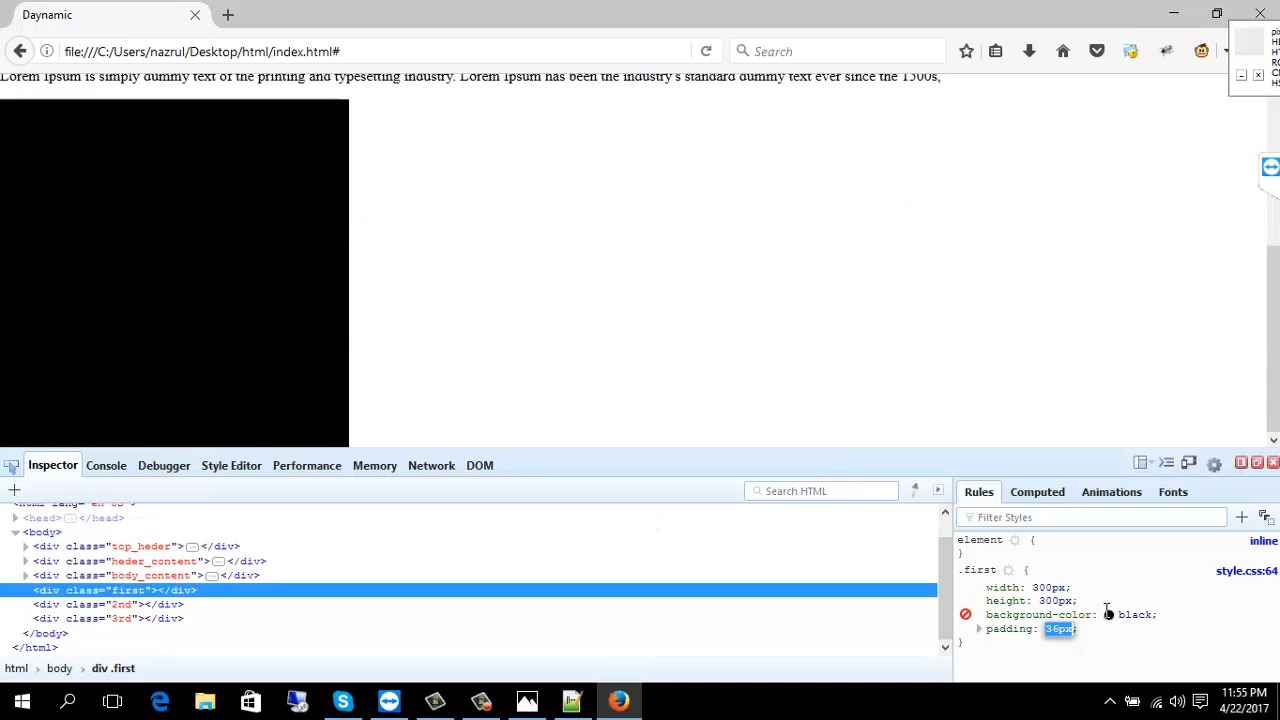 Daynamic
file:///C:/Users/nazrul/Desktop/html/index.html#
Search
Lorem Ipsum is simply dummy text of the printing and typesetting industry. Lorem Ipsum has been the industry's standard dummy text ever since the 1500s,
Inspector Console Debugger Style Editor Performance Memory Network DOM
Search HTML
<head></head>
<body>
<div class="top_heder"></div>
<div class="heder_content"></div>
<div class="body_content"></div>
<div class="first"></div>
<div class="2nd"></div>
<div class="3rd"></div>
</body>
</html>
html body div .first
Rules Computed Animations Fonts
Filter Styles
element { inline
}
.first { style.css:64
width: 300px;
height: 300px;
background-color: black;
padding: 36px;
}
11:55 PM
4/22/2017